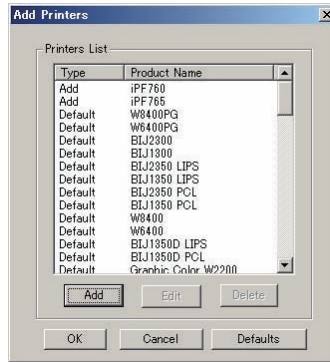 Add Printers
Printers List
Type Product Name
Add iPF760
Add iPF765
Default W8400PG
Default W6400PG
Default BIJ2300
Default BIJ1300
Default BIJ2350 LIPS
Default BIJ1350 LIPS
Default BIJ2350 PCL
Default BIJ1350 PCL
Default W8400
Default W6400
Default BIJ1350D LIPS
Default BIJ1350D PCL
Default Graphic Color W2200
Add Edit Delete
OK Cancel Defaults